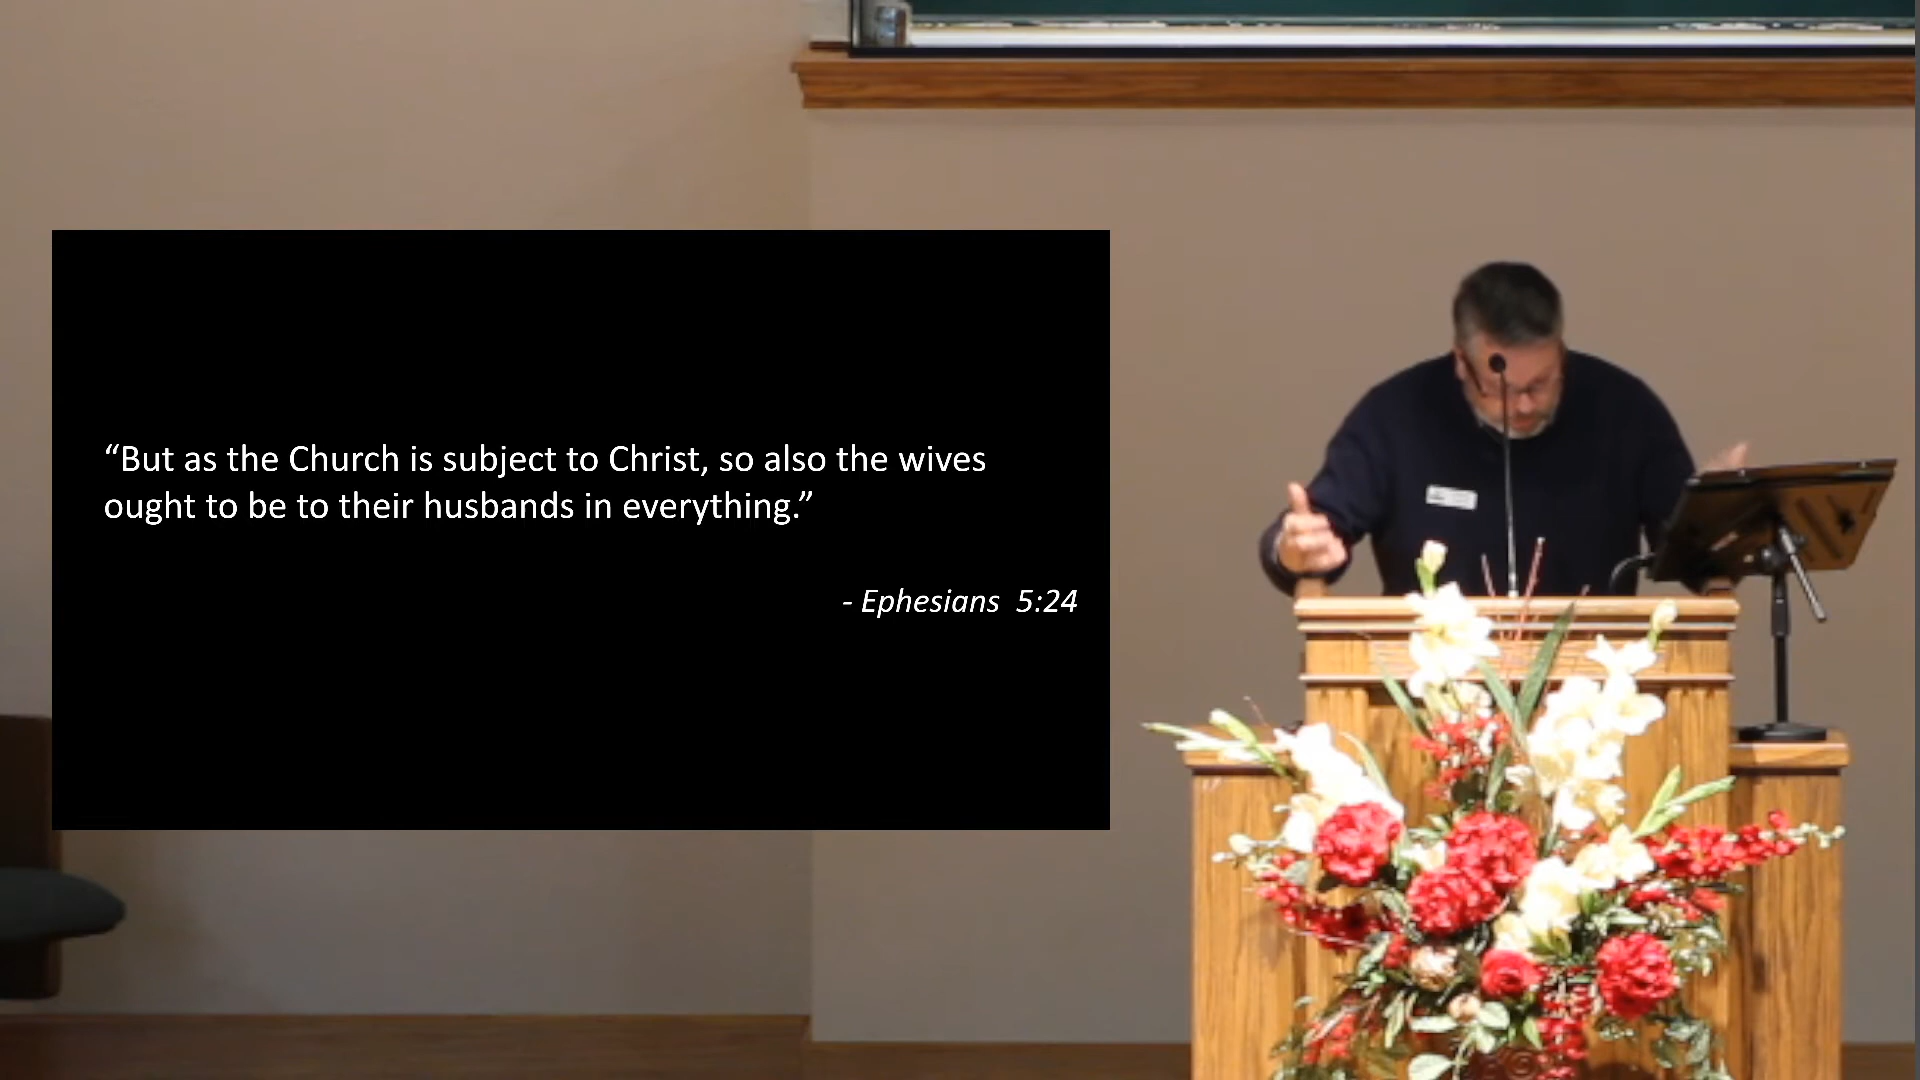 “But as the Church is subject to Christ, so also the wives
ought to be to their husbands in everything.”
- Ephesians 5:24